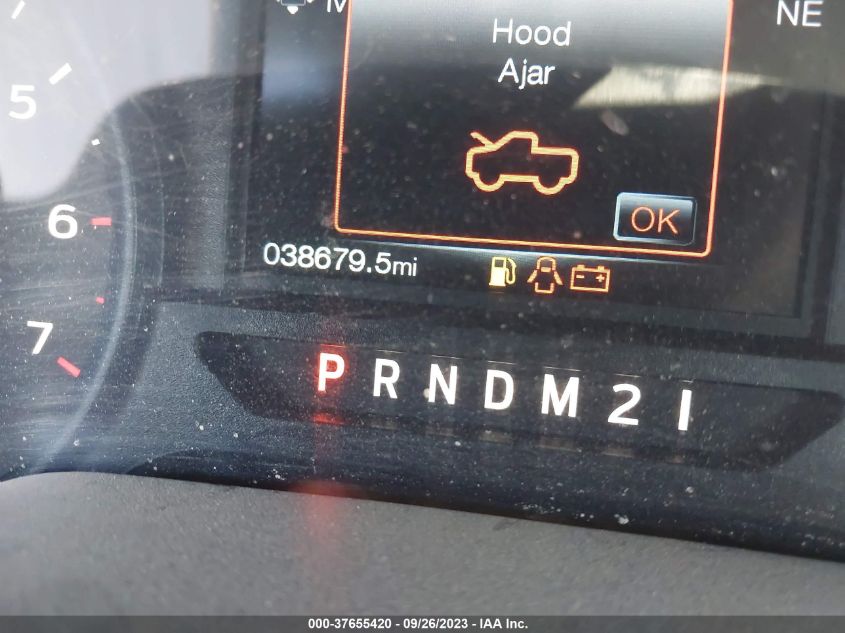 M
NE
Hood
Ajar
5
6
OK
038679.5mi
7
P R N D M 2 1
000-37655420 - 09/26/2023 - IAA Inc.